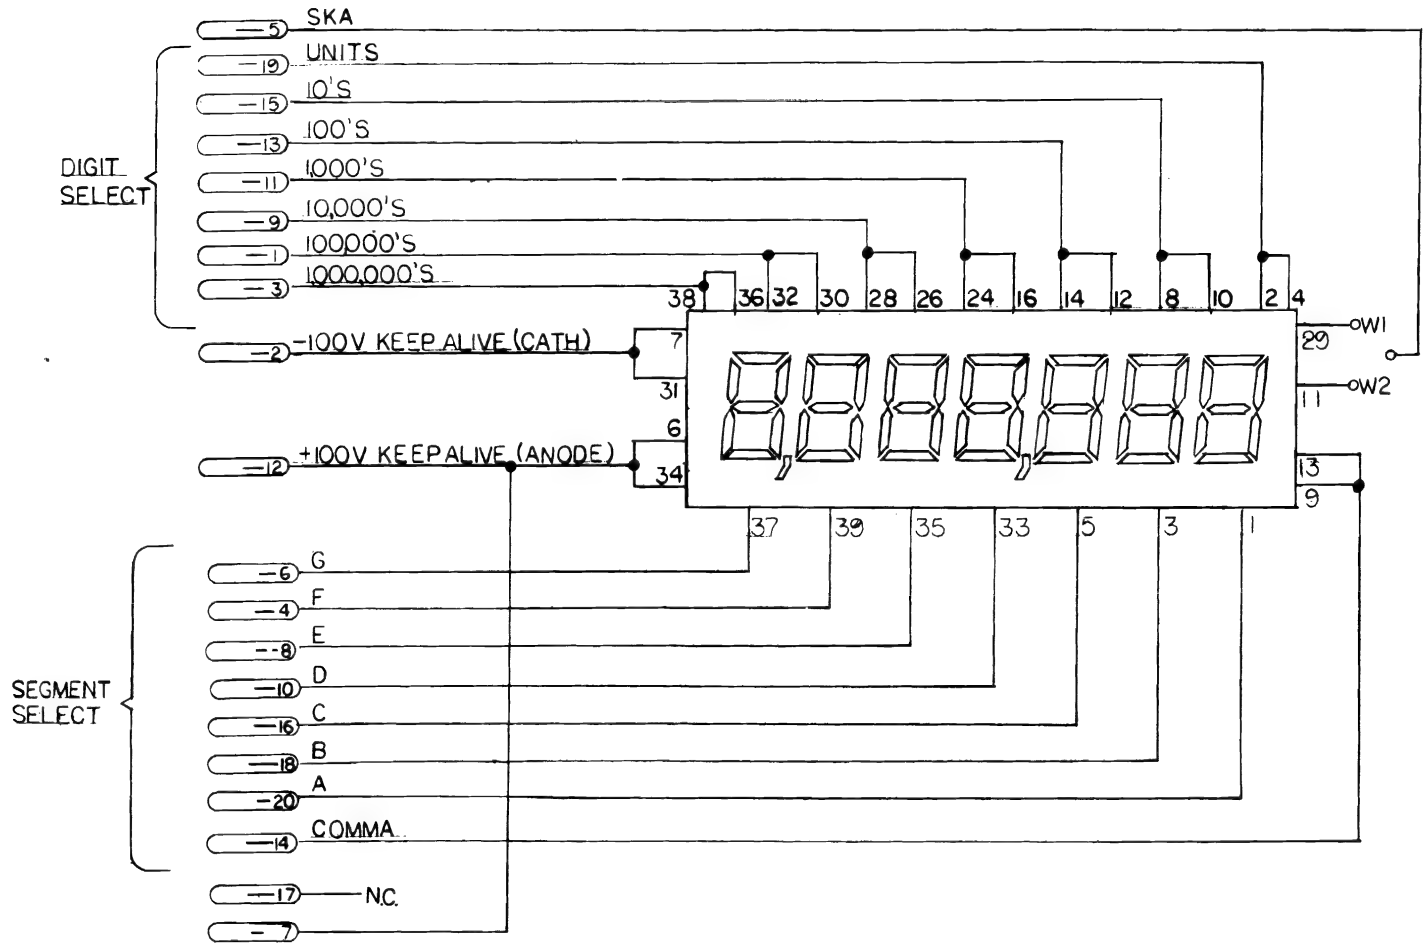 -5 SKA
-19 UNITS
-15 10'S
-13 100'S
-11 1,000'S
-9 10,000'S
-1 100,000'S
-3 1,000,000'S
DIGIT
SELECT
38 36 32 30 28 26 24 16 14 12 8 10 2 4
-2 -100V KEEP ALIVE (CATH.)
7
31
29 W1
11 W2
-12 +100V KEEP ALIVE (ANODE)
6
34
13
9
37 39 35 33 5 3 1
-6 G
-4 F
--8 E
-10 D
-16 C
-18 B
-20 A
-14 COMMA
SEGMENT
SELECT
-17 N.C.
-7